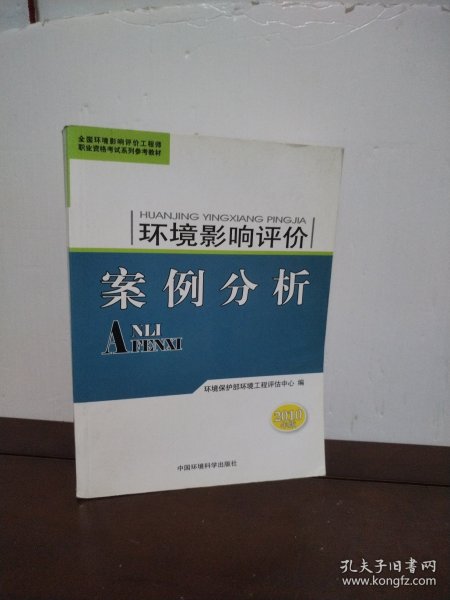 全国环境影响评价工程师
职业资格考试系列参考教材
HUANJING YINGXIANG PINGJIA
环境影响评价
案例分析
ANLI
FENXI
环境保护部环境工程评估中心 编
2010
中国环境科学出版社
孔夫子旧书网
www.kongfz.com